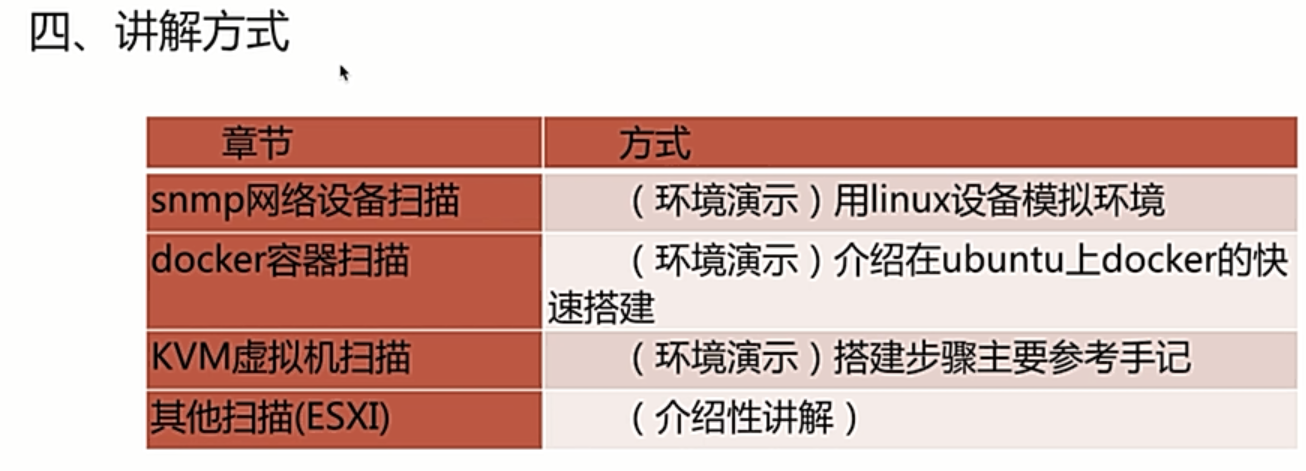 四、讲解方式
章节 方式
snmp网络设备扫描 （环境演示）用linux设备模拟环境
docker容器扫描 （环境演示）介绍在ubuntu上docker的快
速搭建
KVM虚拟机扫描 （环境演示）搭建步骤主要参考手记
其他扫描(ESXI) （介绍性讲解）